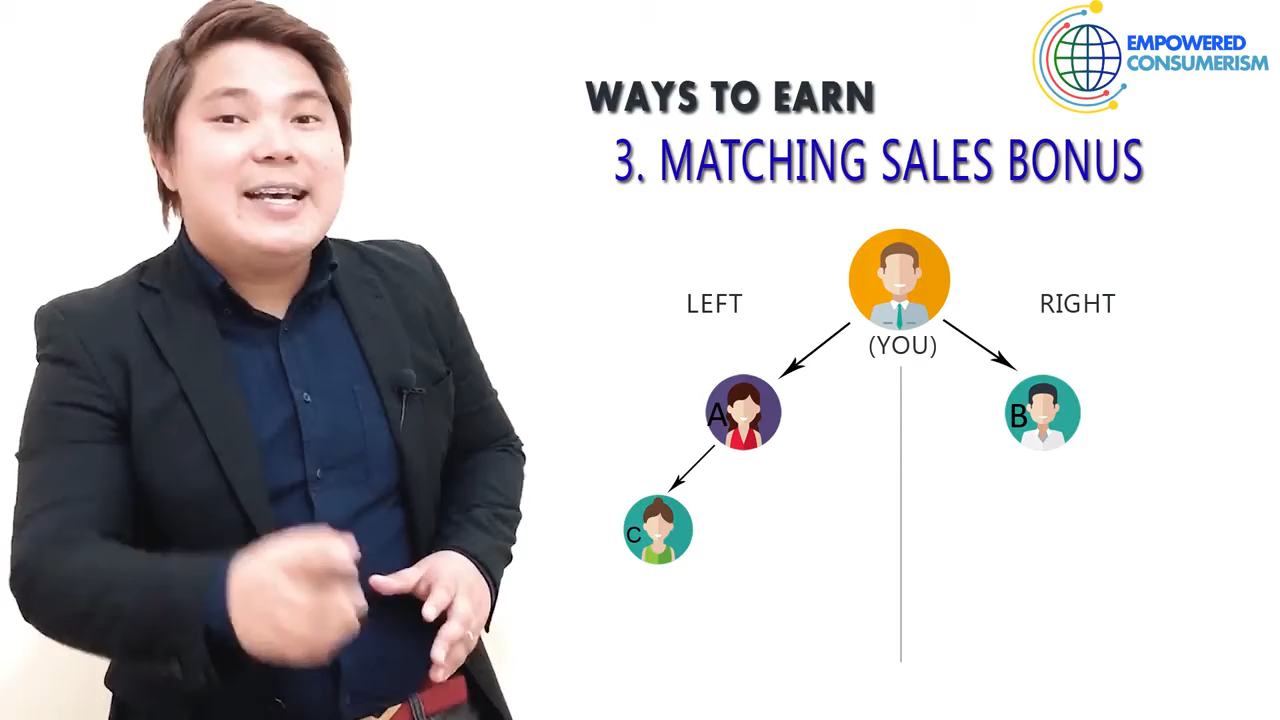 EMPOWERED
CONSUMERISM
WAYS TO EARN
3. MATCHING SALES BONUS
LEFT
RIGHT
(YOU)
A
B
C